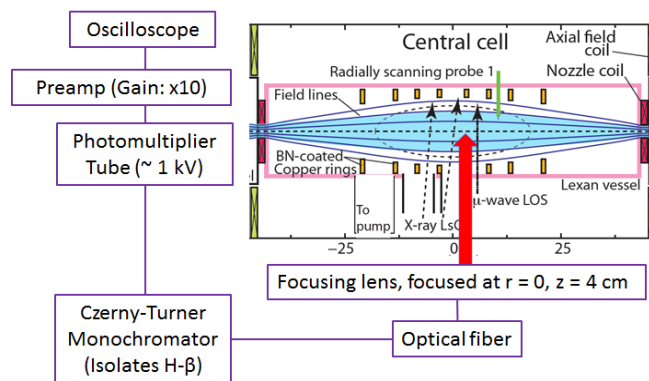 Oscilloscope
Preamp (Gain: x10)
Photomultiplier
Tube (~ 1 kV)
Czerny-Turner
Monochromator
(Isolates H-β)
Optical fiber
Focusing lens, focused at r = 0, z = 4 cm
Central cell
Axial field
coil
Nozzle coil
Radially scanning probe 1
Field lines
BN-coated
Copper rings
To
pump
X-ray LsO
μ-wave LOS
Lexan vessel
−25
0
25